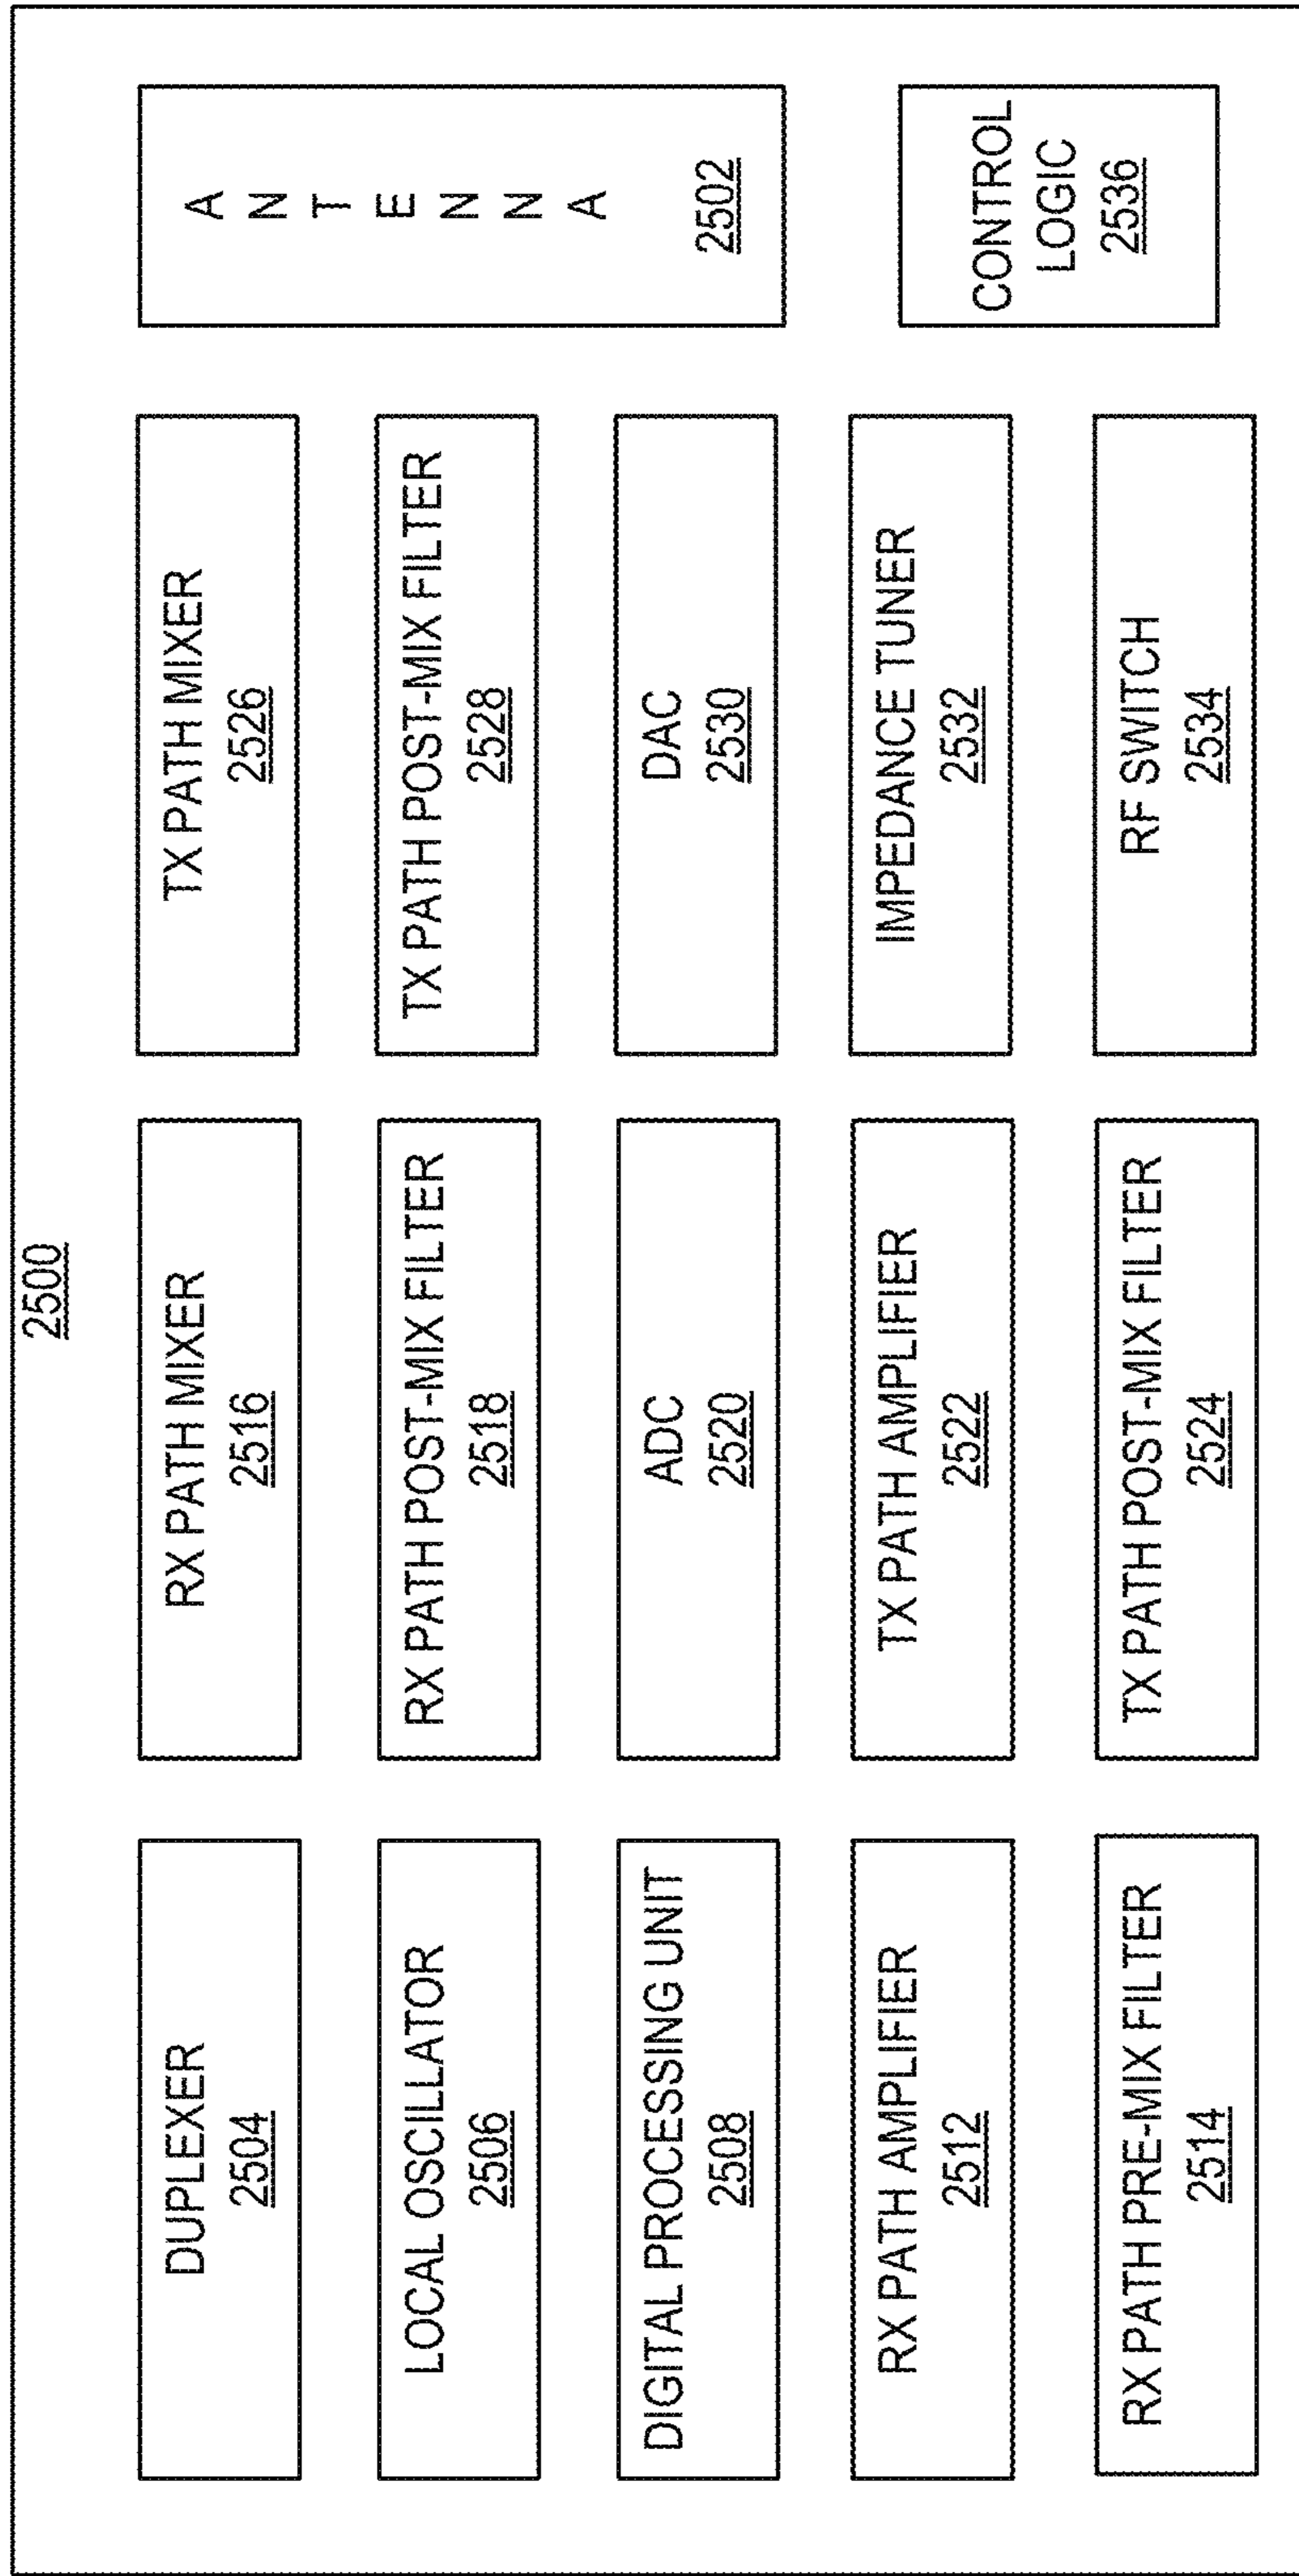 2500
DUPLEXER
2504
LOCAL OSCILLATOR
2506
DIGITAL PROCESSING UNIT
2508
RX PATH AMPLIFIER
2512
RX PATH PRE-MIX FILTER
2514
RX PATH MIXER
2516
RX PATH POST-MIX FILTER
2518
ADC
2520
TX PATH AMPLIFIER
2522
TX PATH POST-MIX FILTER
2524
TX PATH MIXER
2526
TX PATH POST-MIX FILTER
2528
DAC
2530
IMPEDANCE TUNER
2532
RF SWITCH
2534
A
N
T
E
N
N
A
2502
CONTROL
LOGIC
2536